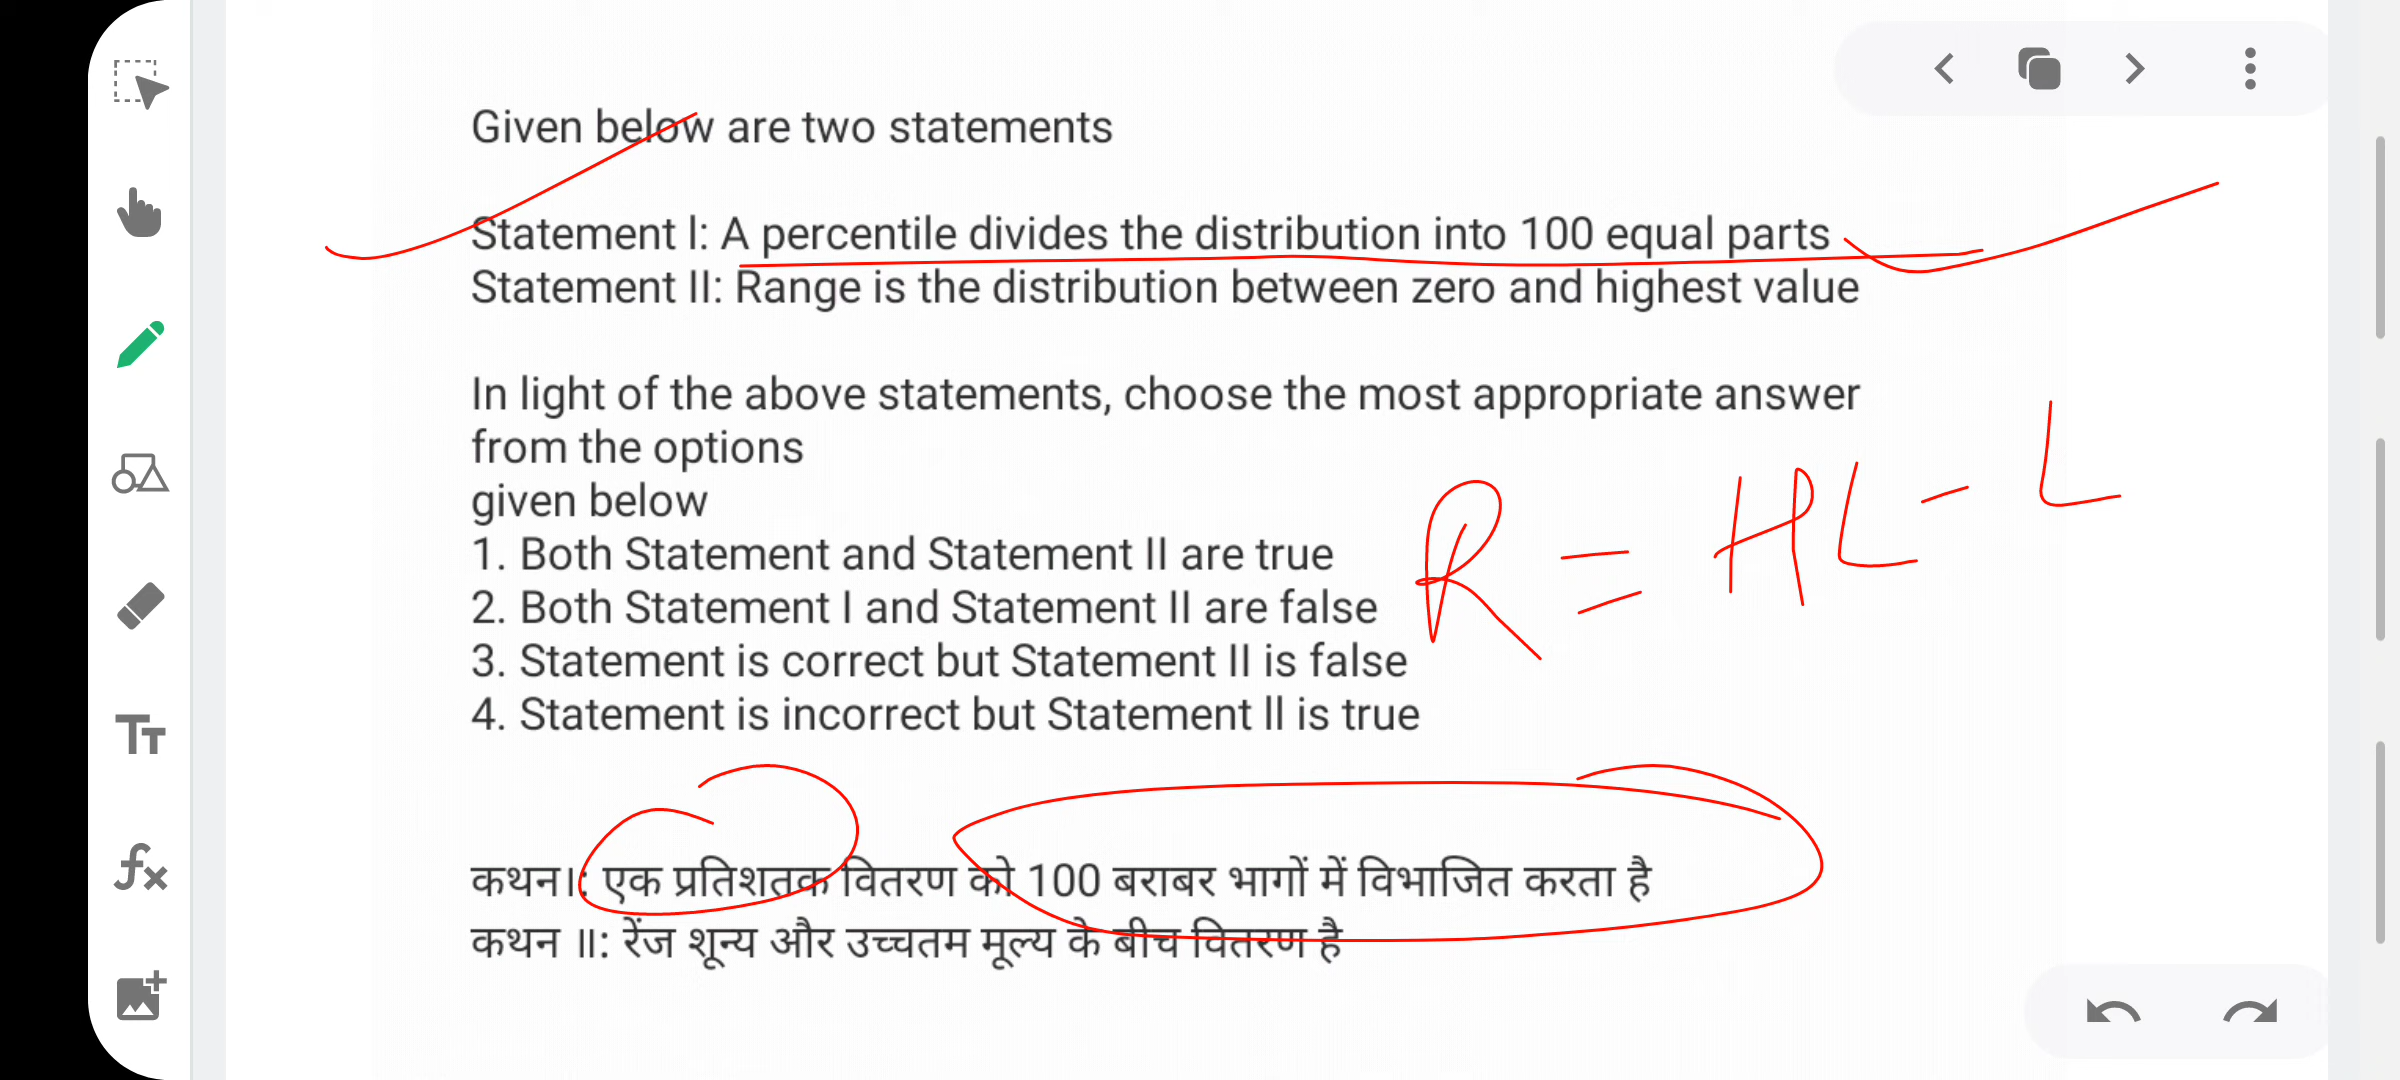 Given below are two statements
Statement l: A percentile divides the distribution into 100 equal parts
Statement II: Range is the distribution between zero and highest value
In light of the above statements, choose the most appropriate answer
from the options
given below
1. Both Statement and Statement II are true
2. Both Statement I and Statement II are false
3. Statement is correct but Statement II is false
4. Statement is incorrect but Statement ll is true
R = HL - L
कथन।: एक प्रतिशतक वितरण को 100 बराबर भागों में विभाजित करता है
कथन ॥: रेंज शून्य और उच्चतम मूल्य के बीच वितरण है
Tт
fx